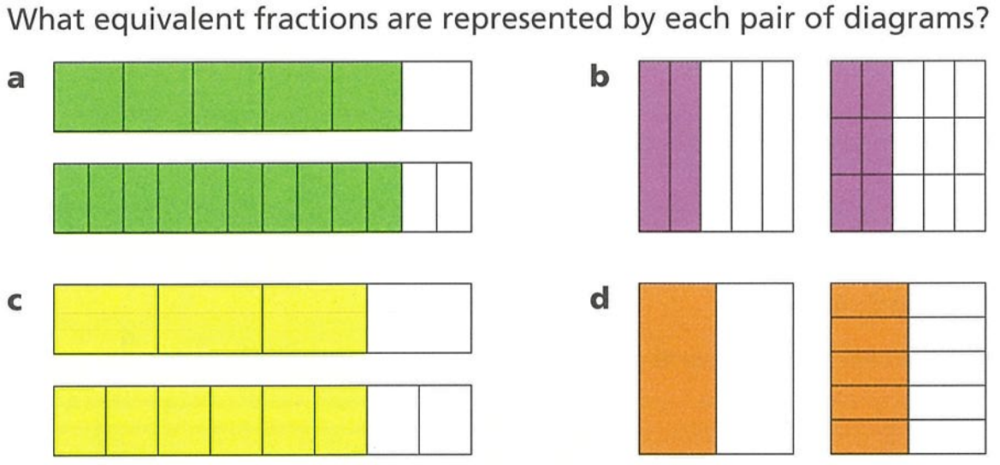 What equivalent fractions are represented by each pair of diagrams?
a
b
c
d